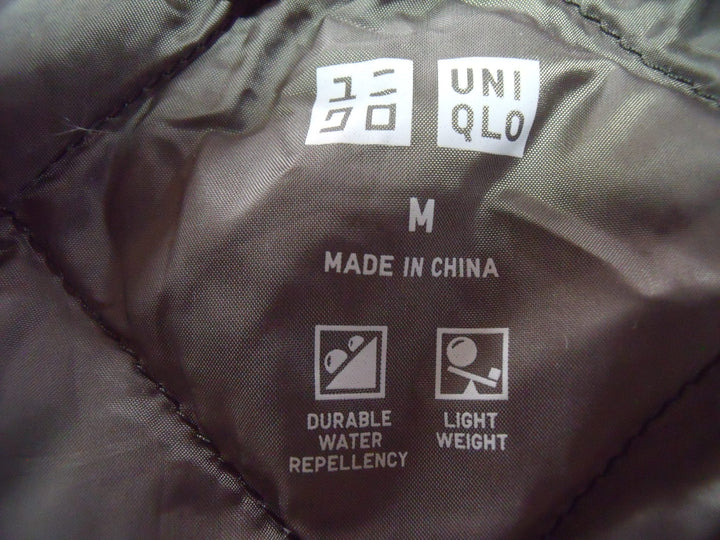 ユニ
クロ
UNI
QLO
M
MADE IN CHINA
DURABLE
WATER
REPELLENCY
LIGHT
WEIGHT